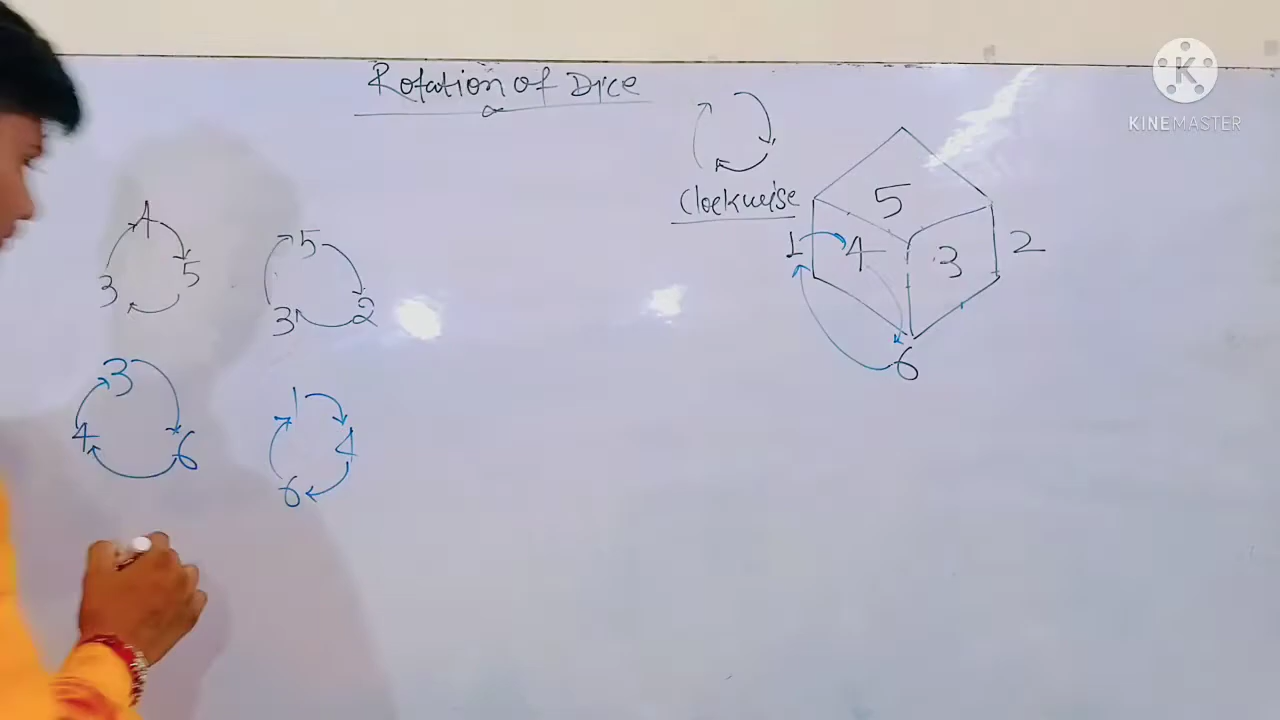 Rotation of Dice
K
KINEMASTER
Clockwise
5
1 4 3 2
6
4
3 5
5
3 2
3
4 6
1
4
6